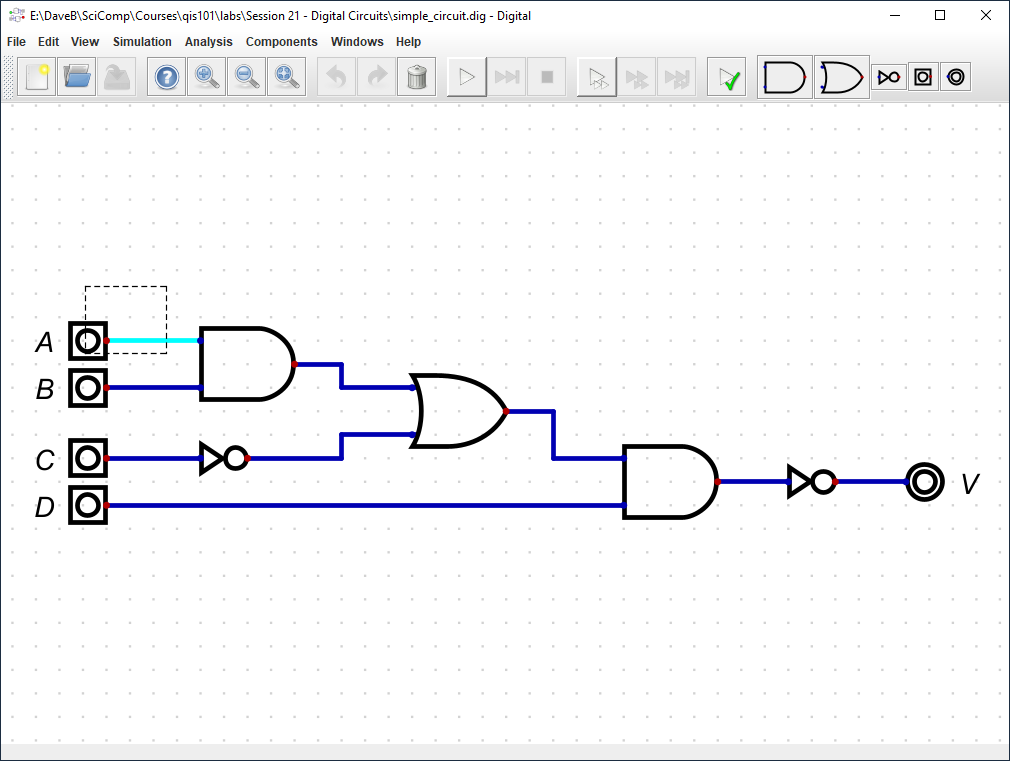 E:\DaveB\SciComp\Courses\qis101\labs\Session 21 - Digital Circuits\simple_circuit.dig - Digital
File Edit View Simulation Analysis Components Windows Help
A
B
C
D
V